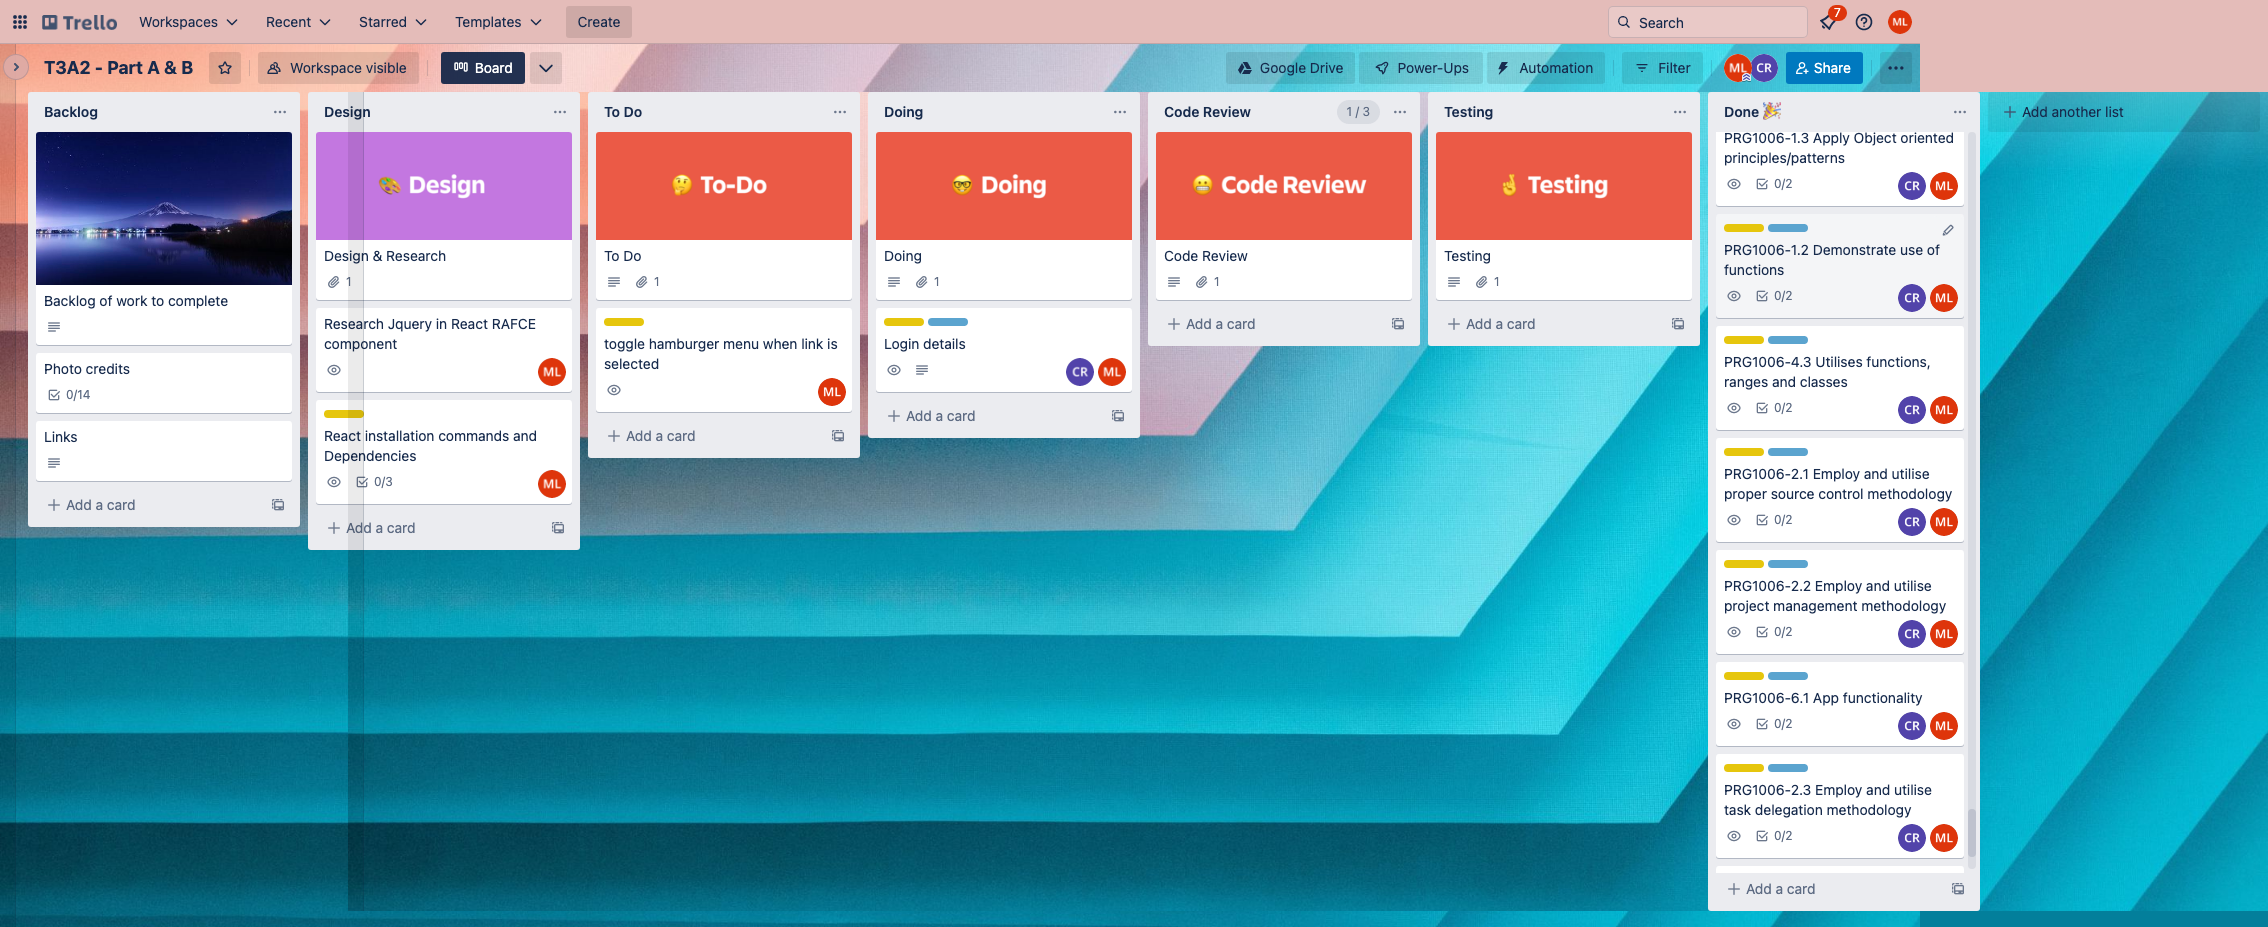 Trello
Workspaces
Recent
Starred
Templates
Create
Search
7
ML
T3A2 - Part A & B
Workspace visible
Board
Google Drive
Power-Ups
Automation
Filter
ML
CR
Share
Backlog
Backlog of work to complete
Photo credits
0/14
Links
Add a card
Design
Design
Design & Research
1
Research Jquery in React RAFCE
component
ML
React installation commands and
Dependencies
0/3
ML
Add a card
To Do
To-Do
To Do
1
toggle hamburger menu when link is
selected
ML
Add a card
Doing
Doing
Doing
1
Login details
CR ML
Add a card
Code Review
1 / 3
Code Review
Code Review
1
Add a card
Testing
Testing
Testing
1
Add a card
Done 🎉
PRG1006-1.3 Apply Object oriented
principles/patterns
0/2
CR ML
PRG1006-1.2 Demonstrate use of
functions
0/2
CR ML
PRG1006-4.3 Utilises functions,
ranges and classes
0/2
CR ML
PRG1006-2.1 Employ and utilise
proper source control methodology
0/2
CR ML
PRG1006-2.2 Employ and utilise
project management methodology
0/2
CR ML
PRG1006-6.1 App functionality
0/2
CR ML
PRG1006-2.3 Employ and utilise
task delegation methodology
0/2
CR ML
Add a card
Add another list